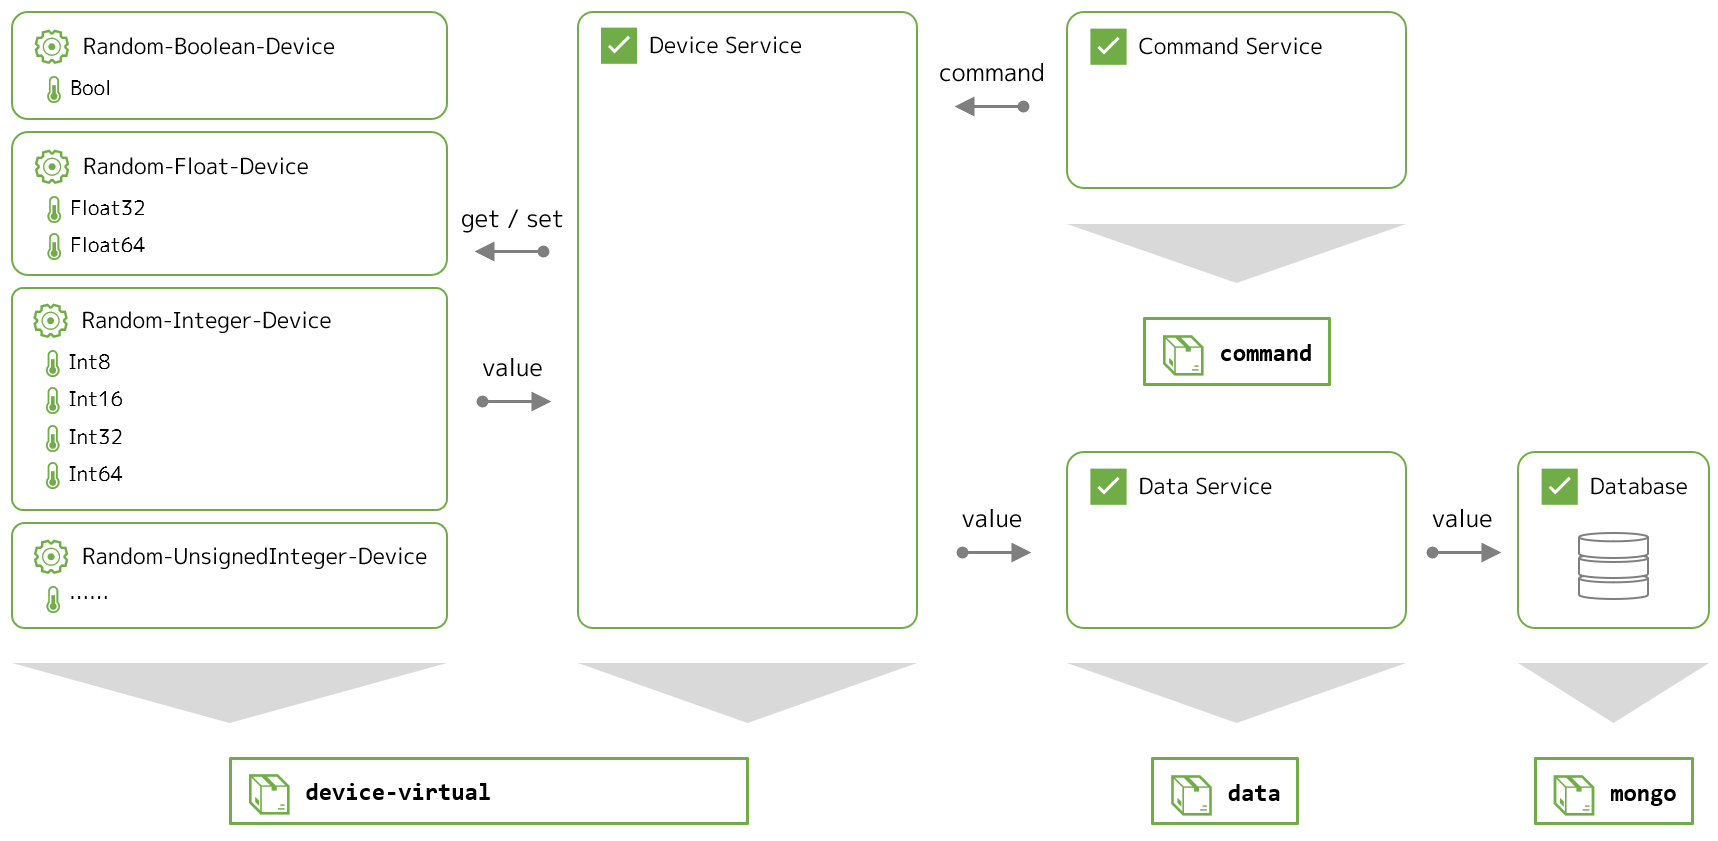 Random-Boolean-Device
Bool
Random-Float-Device
Float32
Float64
Random-Integer-Device
Int8
Int16
Int32
Int64
Random-UnsignedInteger-Device
......
get / set
value
Device Service
command
value
Command Service
command
Data Service
value
Database
device-virtual
data
mongo